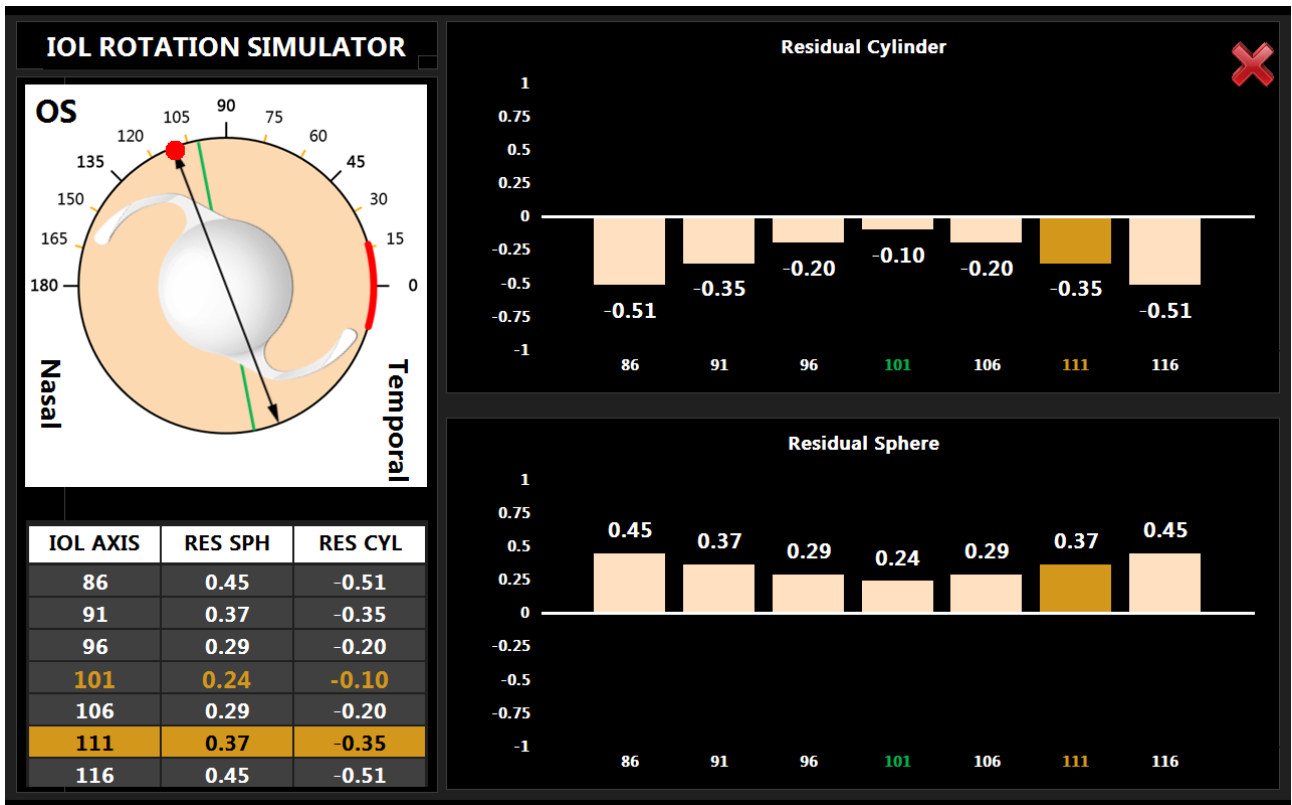 IOL ROTATION SIMULATOR
OS
90
105
75
120
60
135
45
150
30
165
15
180
0
Nasal
Temporal
IOL AXIS RES SPH RES CYL
86 0.45 -0.51
91 0.37 -0.35
96 0.29 -0.20
101 0.24 -0.10
106 0.29 -0.20
111 0.37 -0.35
116 0.45 -0.51
Residual Cylinder
1
0.75
0.5
0.25
0
-0.25
-0.5
-0.75
-1
-0.51 -0.35 -0.20 -0.10 -0.20 -0.35 -0.51
86 91 96 101 106 111 116
Residual Sphere
1
0.75
0.5
0.25
0
-0.25
-0.5
-0.75
-1
0.45 0.37 0.29 0.24 0.29 0.37 0.45
86 91 96 101 106 111 116